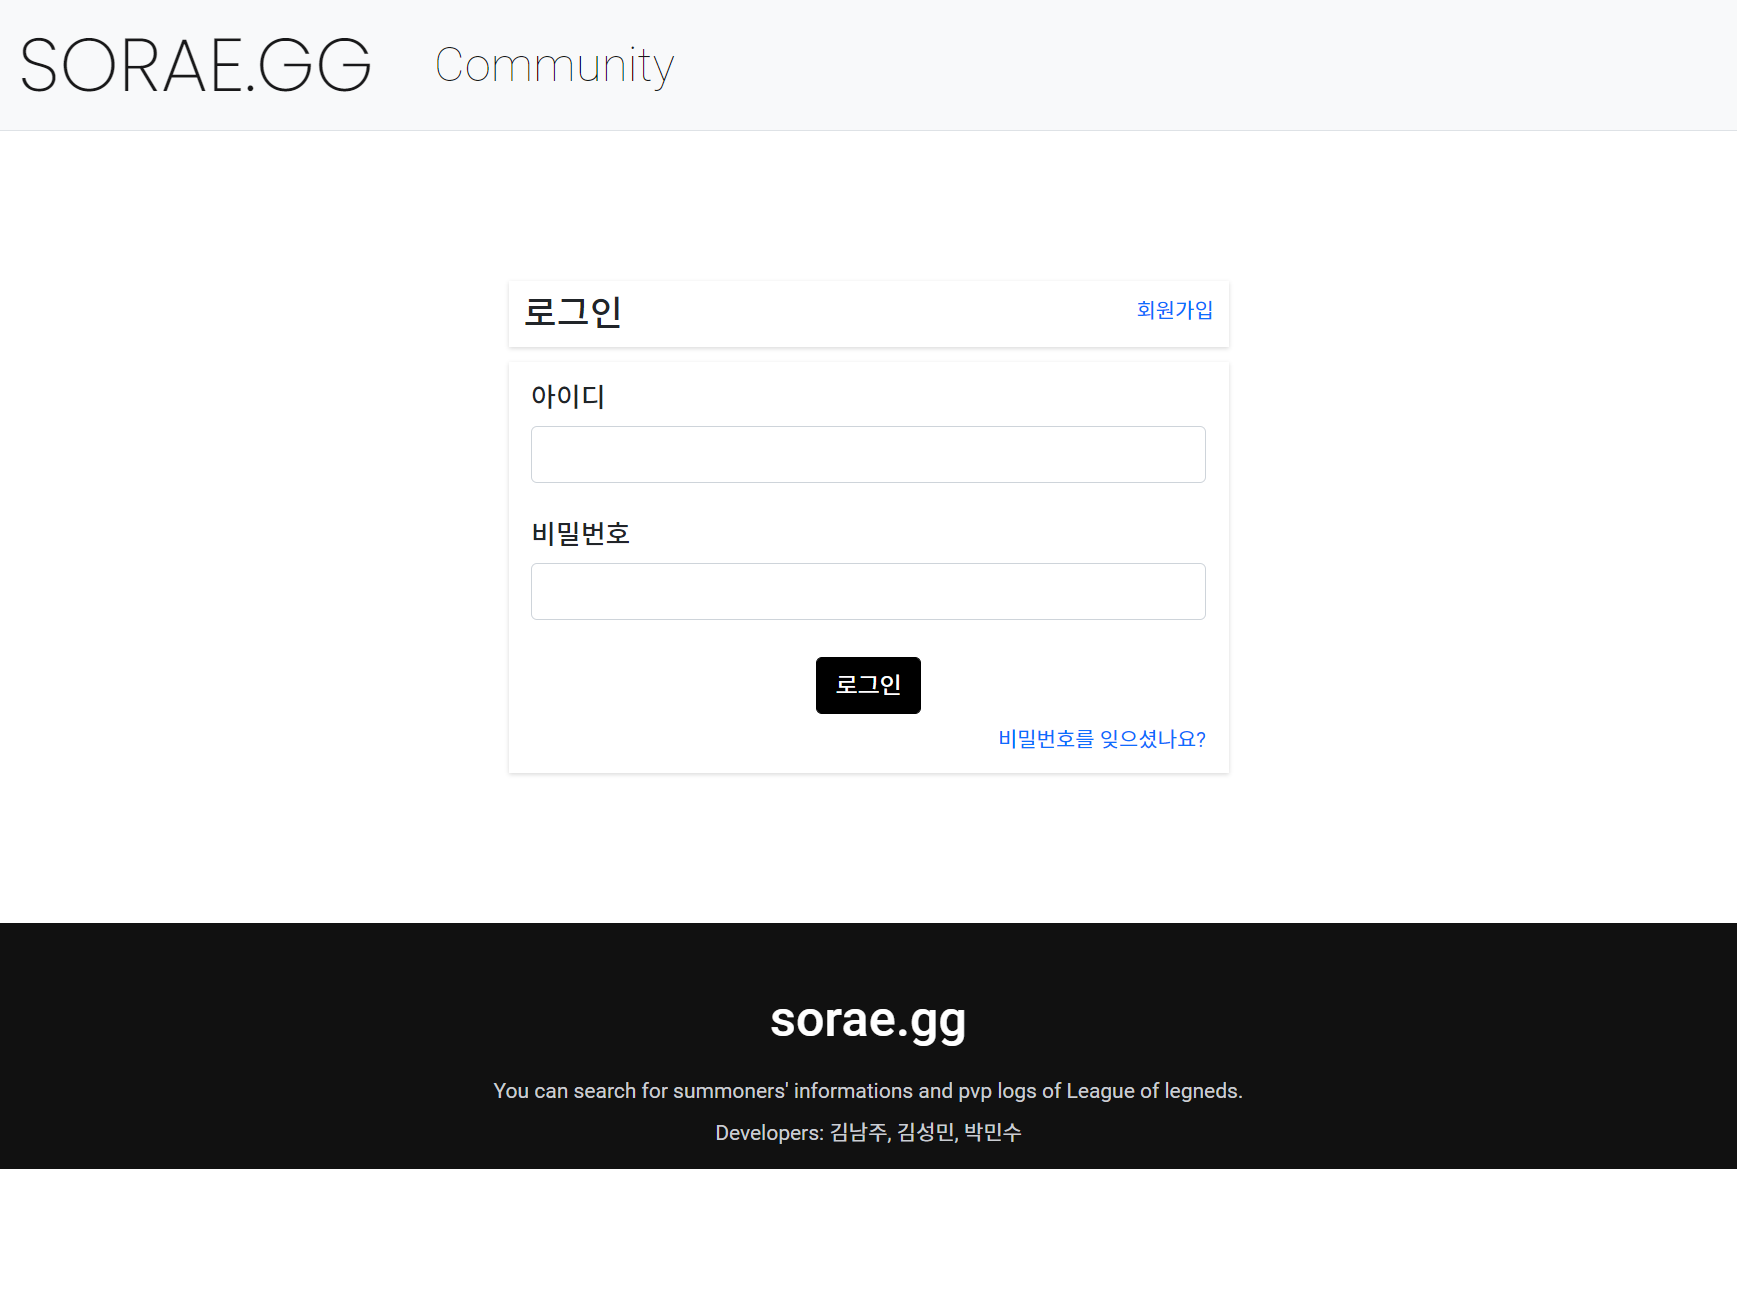 SORAE.GG Community
로그인 회원가입
아이디
비밀번호
로그인
비밀번호를 잊으셨나요?
sorae.gg
You can search for summoners' informations and pvp logs of League of legneds.
Developers: 김남주, 김성민, 박민수